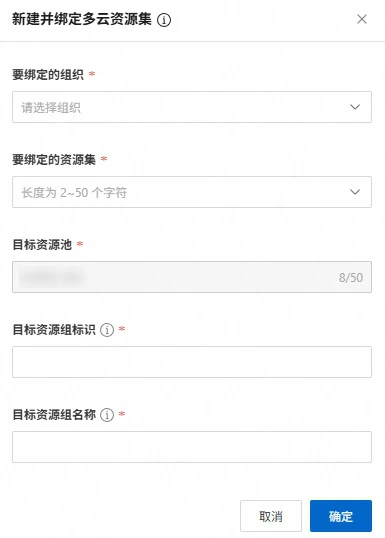 新建并绑定多云资源集
要绑定的组织 *
请选择组织
要绑定的资源集 *
长度为 2~50 个字符
目标资源池 *
8/50
目标资源组标识 *
目标资源组名称 *
取消 确定